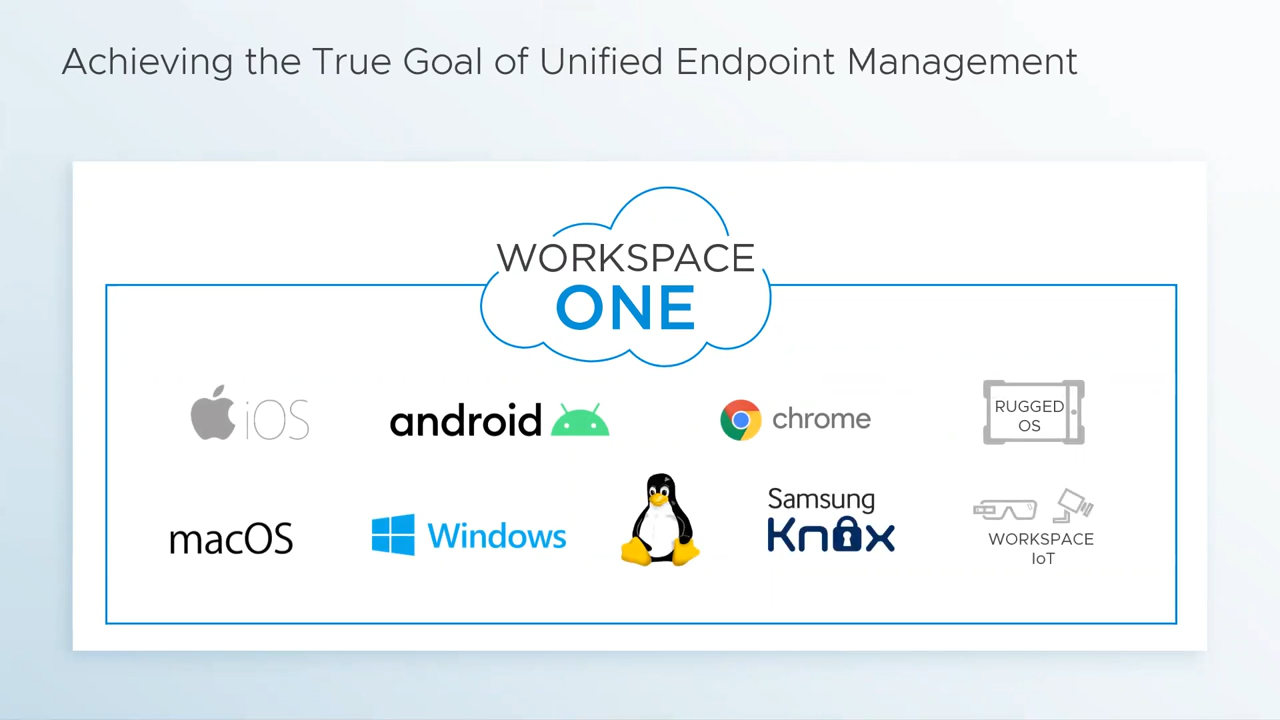 Achieving the True Goal of Unified Endpoint Management
WORKSPACE
ONE
iOS
android
chrome
RUGGED
OS
macOS
Windows
Samsung
Knox
WORKSPACE
IoT